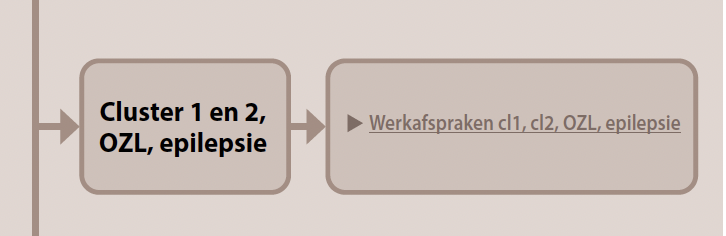 Cluster 1 en 2,
OZL, epilepsie
Werkafspraken cl1, cl2, OZL, epilepsie